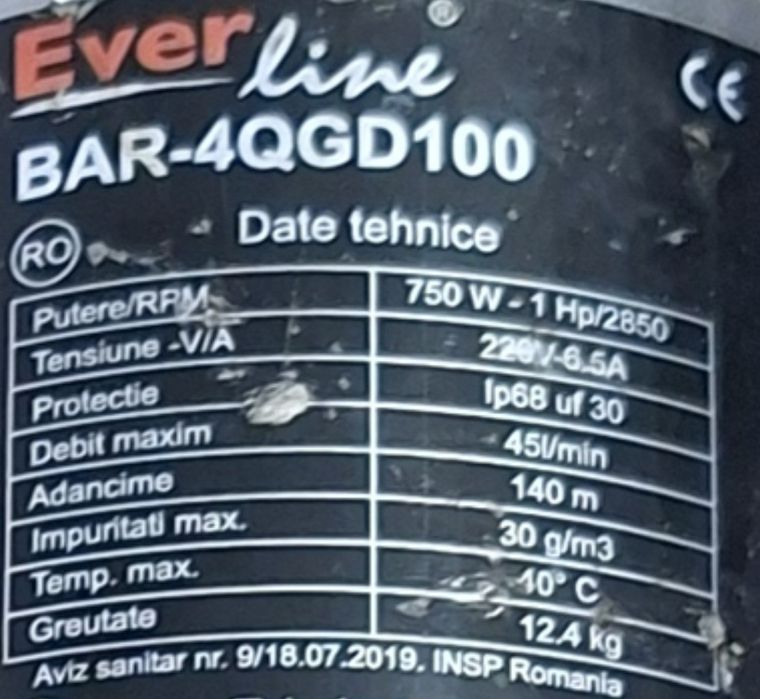 Ever line ®
CE
BAR-4QGD100
RO Date tehnice
Putere/RPM 750 W - 1 Hp/2850
Tensiune -V/A 220V-6.5A
Protectie Ip68 uf 30
Debit maxim 45l/min
Adancime 140 m
Impuritati max. 30 g/m3
Temp. max. 40° C
Greutate 12.4 kg
Aviz sanitar nr. 9/18.07.2019. INSP Romania